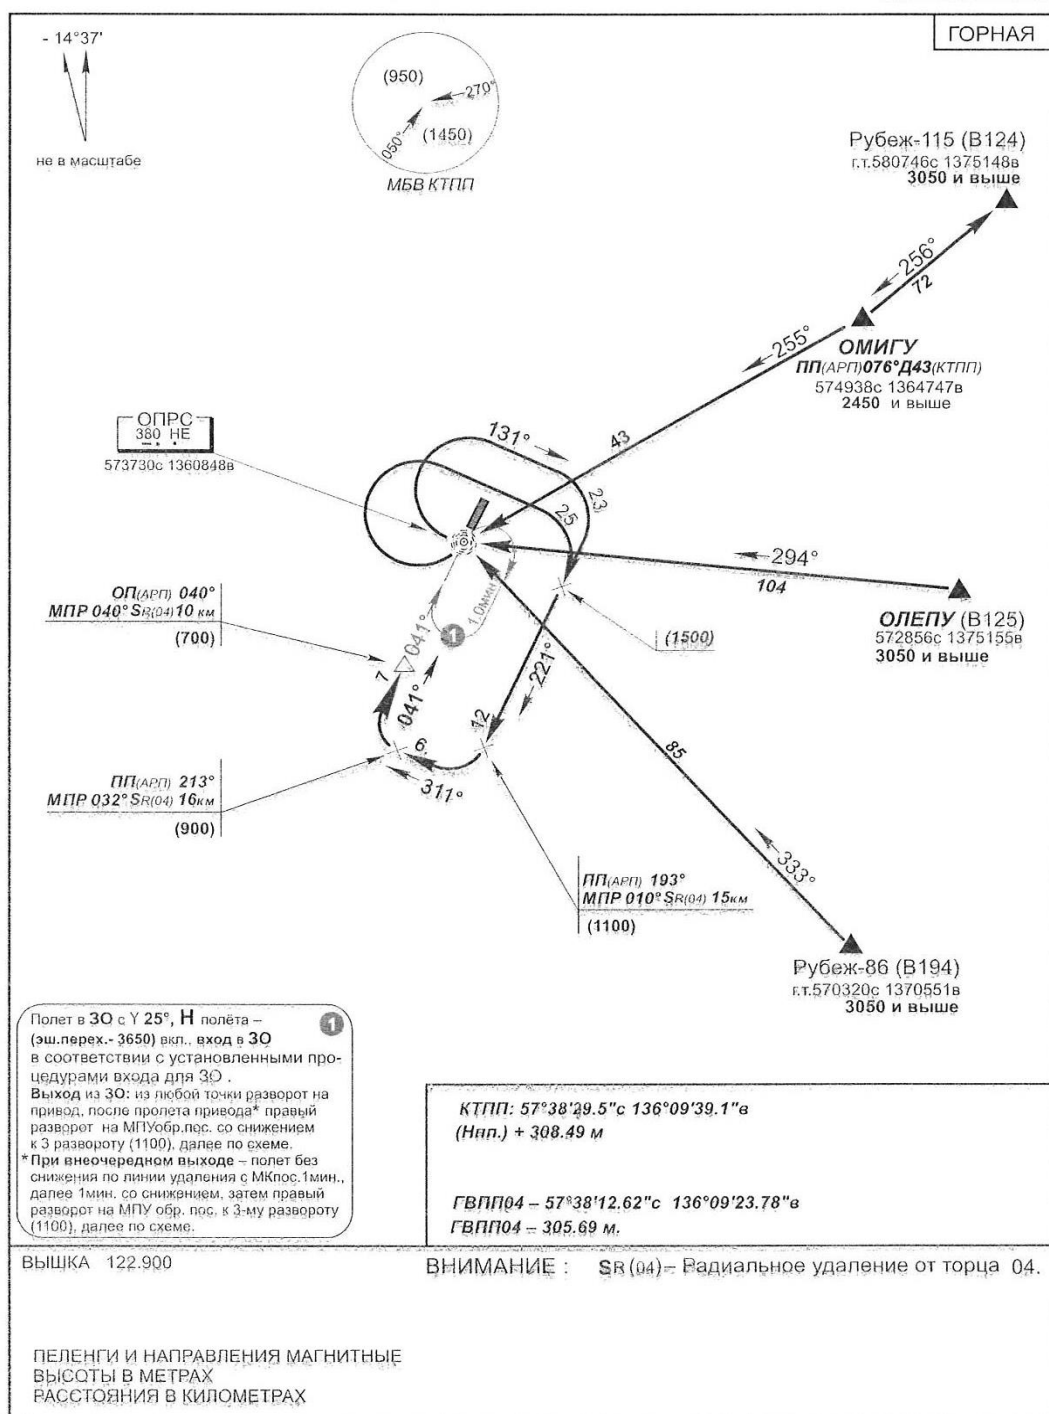 - 14°37'
ГОРНАЯ
не в масштабе
(950)
270°
050°
(1450)
МБВ КТПП
Рубеж-115 (В124)
г.т.580746с 1375148в
3050 и выше
256°
72
255°
ОМИГУ
ПП(АРП)076°Д43(КТПП)
574938с 1364747в
2450 и выше
43
ОПРС
380 НЕ
573730с 1360848в
131°
23
25
294°
104
ОЛЕПУ (В125)
572856с 1375155в
3050 и выше
ОП(АРП) 040°
МПР 040° SR(04) 10 км
(700)
1.0мин
041°
1
(1500)
7
041°
221°
12
6
311°
85
ПП(АРП) 213°
МПР 032° SR(04) 16км
(900)
333°
ПП(АРП) 193°
МПР 010° SR(04) 15км
(1100)
Рубеж-86 (В194)
г.т.570320с 1370551в
3050 и выше
Полет в ЗО с Y 25°, Н полёта –
1
(эш.перех.- 3650) вкл., вход в ЗО
в соответствии с установленными про-
цедурами входа для ЗО .
Выход из ЗО: из любой точки разворот на
привод, после пролета привода* правый
разворот на МПУобр.пос. со снижением
к 3 развороту (1100), далее по схеме.
* При внеочередном выходе – полет без
снижения по линии удаления с МКпос.1мин.,
далее 1мин. со снижением, затем правый
разворот на МПУ обр. пос. к 3-му развороту
(1100), далее по схеме.
КТПП: 57°38'29.5"с 136°09'39.1"в
(Нпп.) + 308.49 м
ГВПП04 – 57°38'12.62"с 136°09'23.78"в
ГВПП04 – 305.69 м.
ВЫШКА 122.900
ВНИМАНИЕ : SR (04) – Радиальное удаление от торца 04.
ПЕЛЕНГИ И НАПРАВЛЕНИЯ МАГНИТНЫЕ
ВЫСОТЫ В МЕТРАХ
РАССТОЯНИЯ В КИЛОМЕТРАХ